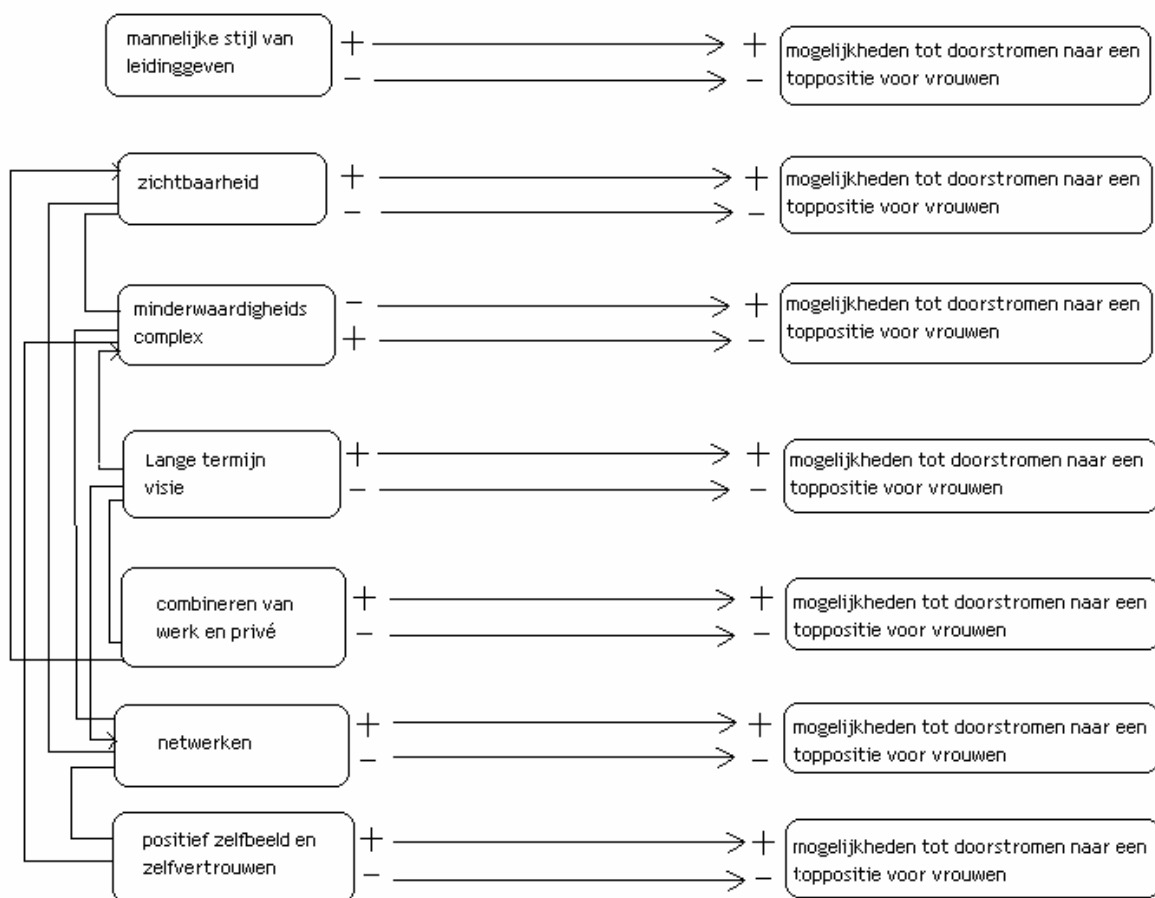 mannelijke stijl van
leidinggeven
+
+
mogelijkheden tot doorstromen naar een
toppositie voor vrouwen
-
-
zichtbaarheid
+
+
mogelijkheden tot doorstromen naar een
toppositie voor vrouwen
-
-
minderwaardigheids
complex
-
+
mogelijkheden tot doorstromen naar een
toppositie voor vrouwen
+
-
Lange termijn
visie
+
+
mogelijkheden tot doorstromen naar een
toppositie voor vrouwen
-
-
combineren van
werk en privé
+
+
mogelijkheden tot doorstromen naar een
toppositie voor vrouwen
-
-
netwerken
+
+
mogelijkheden tot doorstromen naar een
toppositie voor vrouwen
-
-
positief zelfbeeld en
zelfvertrouwen
+
+
mogelijkheden tot doorstromen naar een
toppositie voor vrouwen
-
-